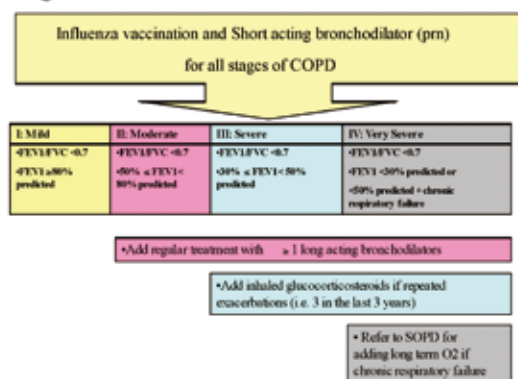 Influenza vaccination and Short acting bronchodilator (prn)
for all stages of COPD
I: Mild
•FEV1/FVC <0.7
•FEV1 ≥80%
predicted
II: Moderate
•FEV1/FVC <0.7
•50% ≤ FEV1<
80% predicted
III: Severe
•FEV1/FVC <0.7
•30% ≤ FEV1< 50%
predicted
IV: Very Severe
•FEV1/FVC <0.7
•FEV1 <30% predicted or
<50% predicted + chronic
respiratory failure
•Add regular treatment with ≥ 1 long acting bronchodilators
•Add inhaled glucocorticosteroids if repeated
exacerbations (i.e. 3 in the last 3 years)
• Refer to SOPD for
adding long term O2 if
chronic respiratory failure